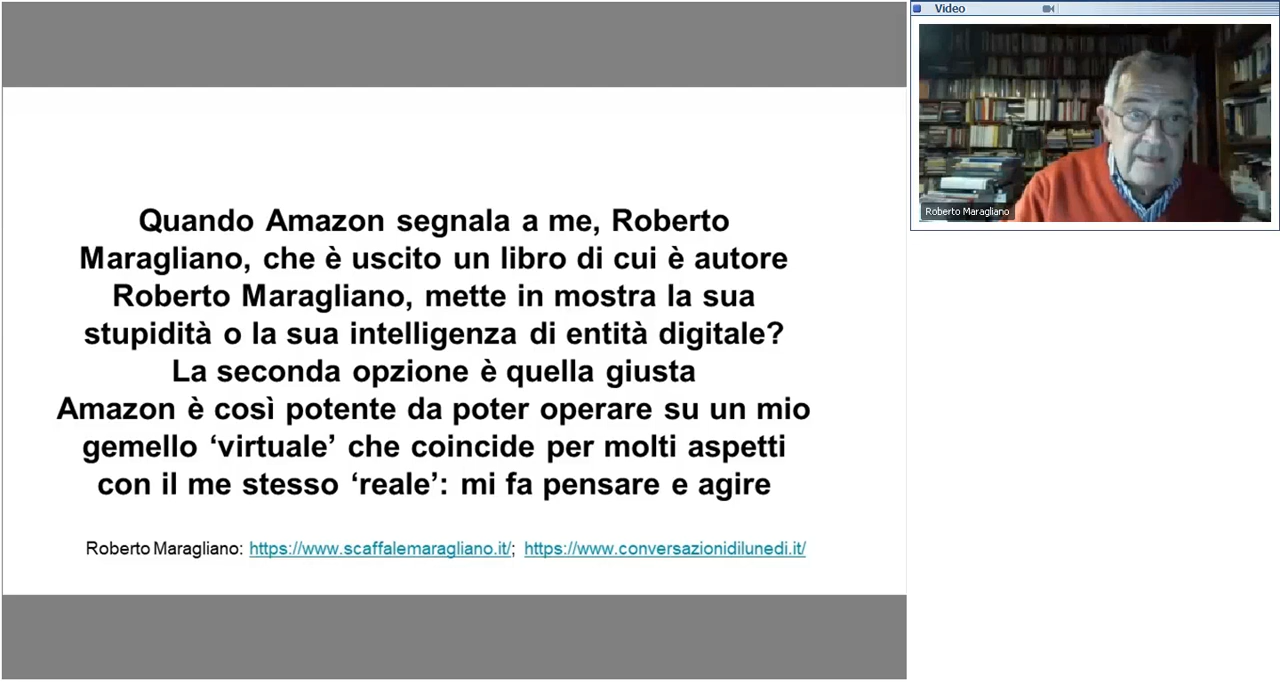 Quando Amazon segnala a me, Roberto
Maragliano, che è uscito un libro di cui è autore
Roberto Maragliano, mette in mostra la sua
stupidità o la sua intelligenza di entità digitale?
La seconda opzione è quella giusta
Amazon è così potente da poter operare su un mio
gemello ‘virtuale’ che coincide per molti aspetti
con il me stesso ‘reale’: mi fa pensare e agire
Roberto Maragliano: https://www.scaffalemaragliano.it/; https://www.conversazionidilunedi.it/
Video
Roberto Maragliano